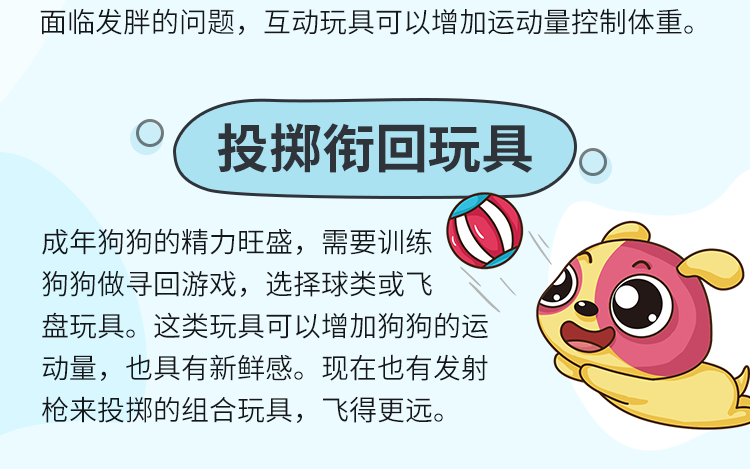 面临发胖的问题，互动玩具可以增加运动量控制体重。
投掷衔回玩具
成年狗狗的精力旺盛，需要训练
狗狗做寻回游戏，选择球类或飞
盘玩具。这类玩具可以增加狗狗的运
动量，也具有新鲜感。现在也有发射
枪来投掷的组合玩具，飞得更远。